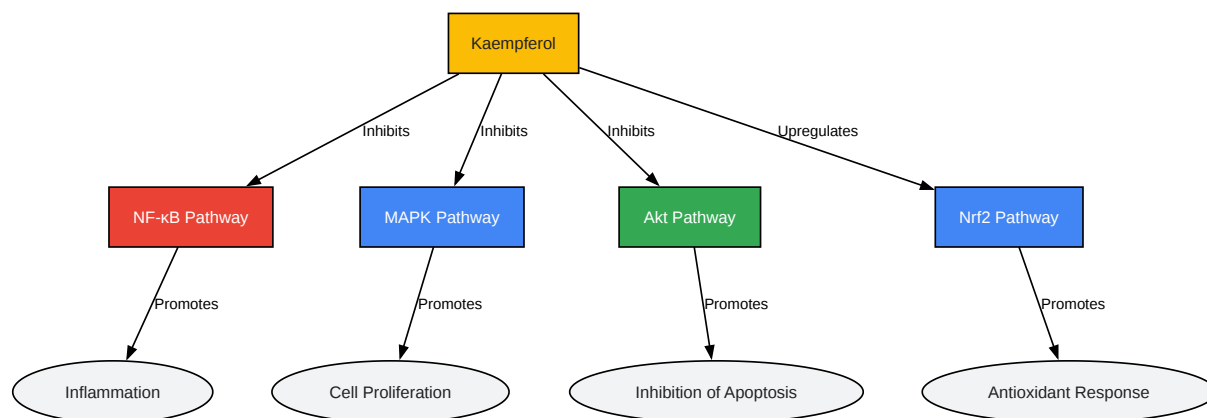 Kaempferol
Inhibits
Inhibits
Inhibits
Upregulates
NF-κB Pathway
MAPK Pathway
Akt Pathway
Nrf2 Pathway
Promotes
Promotes
Promotes
Promotes
Inflammation
Cell Proliferation
Inhibition of Apoptosis
Antioxidant Response